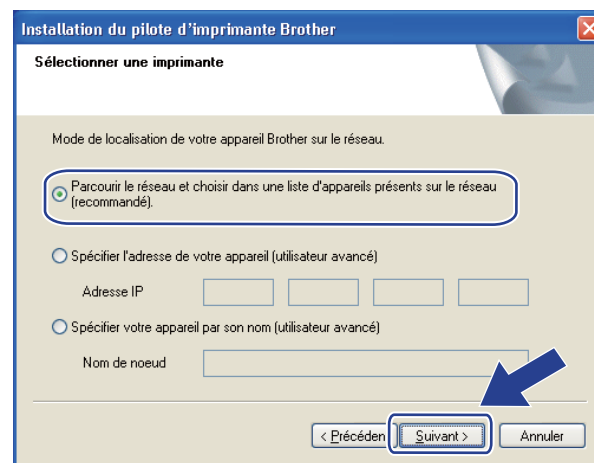 Installation du pilote d'imprimante Brother
Sélectionner une imprimante
Mode de localisation de votre appareil Brother sur le réseau.
Parcourir le réseau et choisir dans une liste d'appareils présents sur le réseau
(recommandé).
Spécifier l'adresse de votre appareil (utilisateur avancé)
Adresse IP
Spécifier votre appareil par son nom (utilisateur avancé)
Nom de noeud
< Précéden Suivant > Annuler